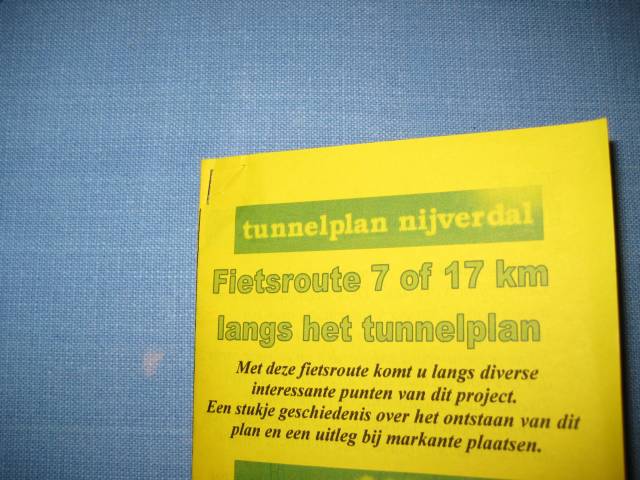 tunnelplan nijverdal
Fietsroute 7 of 17 km
langs het tunnelplan
Met deze fietsroute komt u langs diverse
interessante punten van dit project.
Een stukje geschiedenis over het ontstaan van dit
plan en een uitleg bij markante plaatsen.